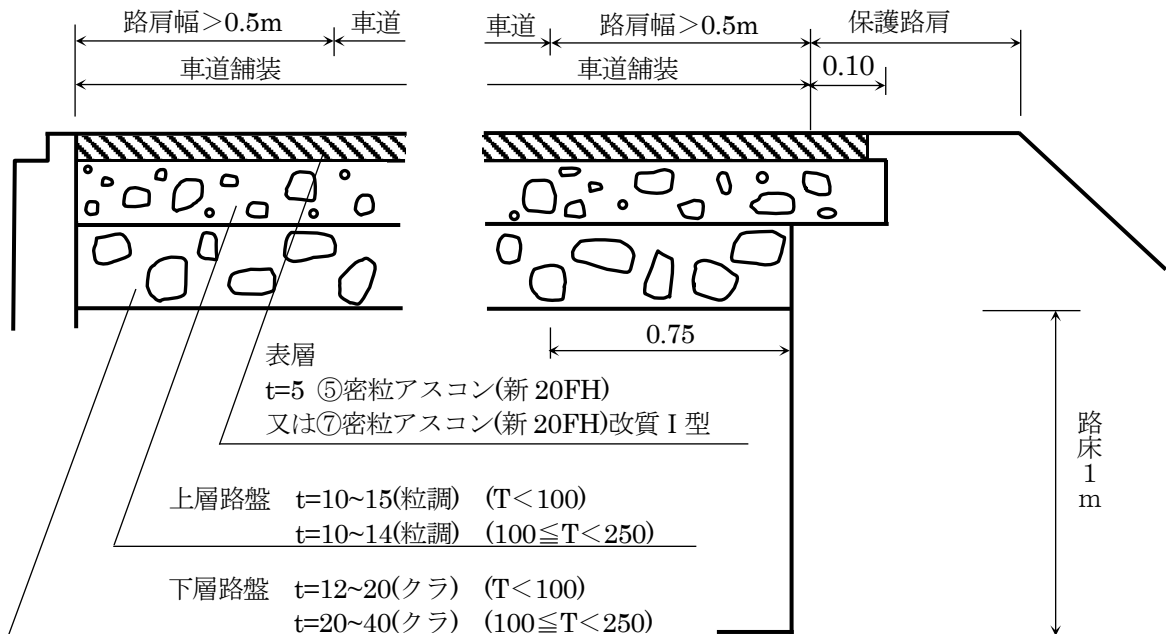 路肩幅＞0.5m 車道 車道 路肩幅＞0.5m 保護路肩
車道舗装 車道舗装 0.10
0.75
表層
t=5 ⑤密粒アスコン(新 20FH)
又は⑦密粒アスコン(新 20FH)改質Ⅰ型
路床1m
上層路盤 t=10~15(粒調) (T＜100)
t=10~14(粒調) (100≦T＜250)
下層路盤 t=12~20(クラ) (T＜100)
t=20~40(クラ) (100≦T＜250)